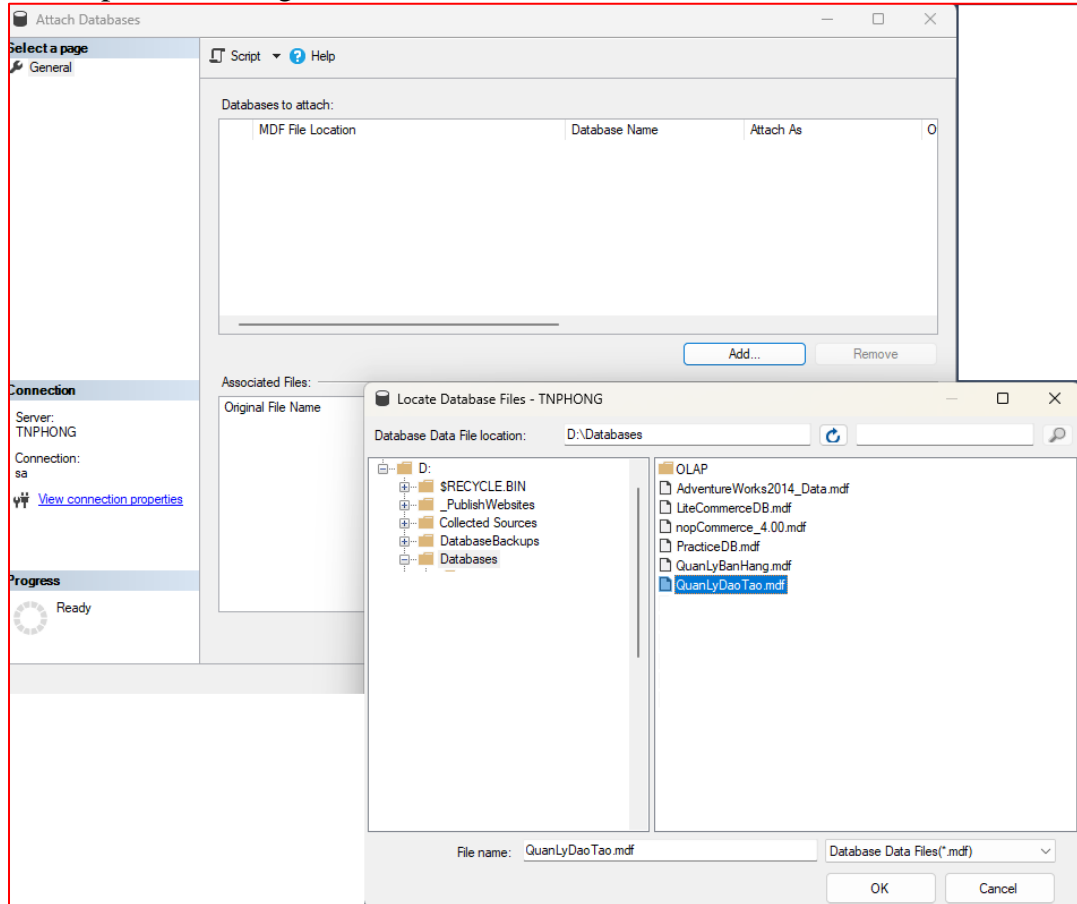 Attach Databases
Select a page
General
Script
Help
Databases to attach:
MDF File Location Database Name Attach As O
Add... Remove
Associated Files:
Original File Name
Connection
Server:
TNPHONG
Connection:
sa
View connection properties
Progress
Ready
Locate Database Files - TNPHONG
Database Data File location: D:\Databases
D:
$RECYCLE.BIN
_PublishWebsites
Collected Sources
DatabaseBackups
Databases
OLAP
AdventureWorks2014_Data.mdf
LiteCommerceDB.mdf
nopCommerce_4.00.mdf
PracticeDB.mdf
QuanLyBanHang.mdf
QuanLyDaoTao.mdf
File name: QuanLyDaoTao.mdf Database Data Files(*.mdf)
OK Cancel